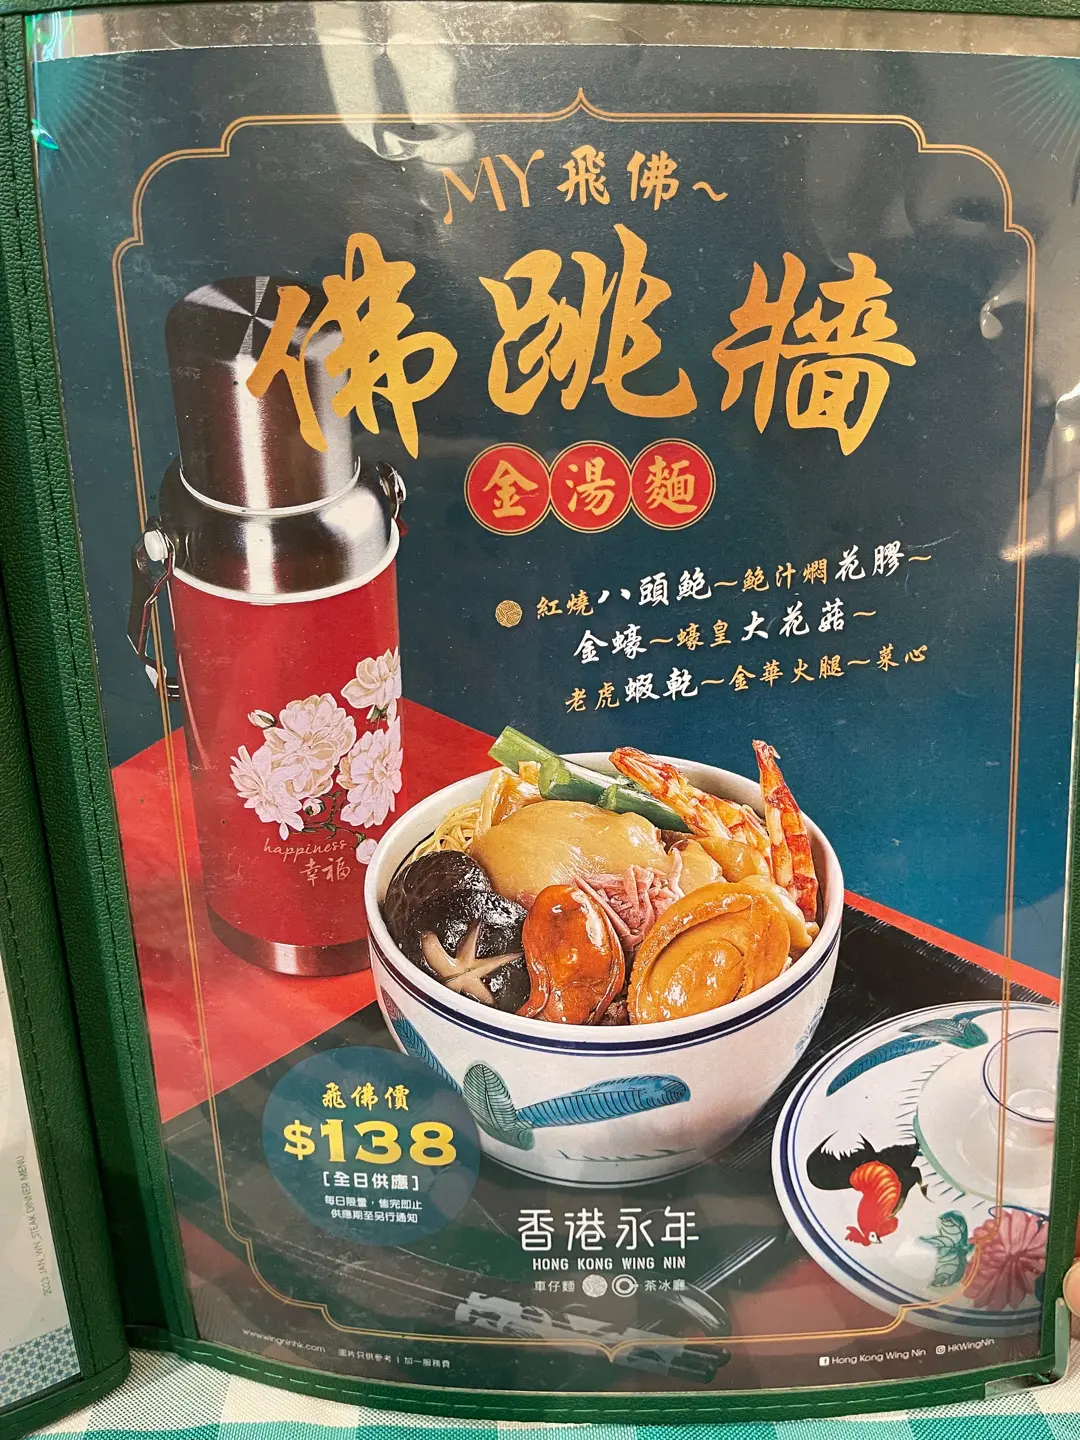 MY 飛佛~
佛跳牆
金湯麵
紅燒八頭鮑~鮑汁燜花膠~
金蠔~蠔皇大花菇~
老虎蝦乾~金華火腿~菜心
happiness
幸福
飛佛價
$138
[全日供應]
每日限量，售完即止
供應期至另行通知
香港永年
HONG KONG WING NIN
車仔麵 茶冰廳
www.wingninhk.com 圖片只供參考 | 加一服務費
Hong Kong Wing Nin HKWingNin
2023 JAN_WN_STEAK DINNER MENU